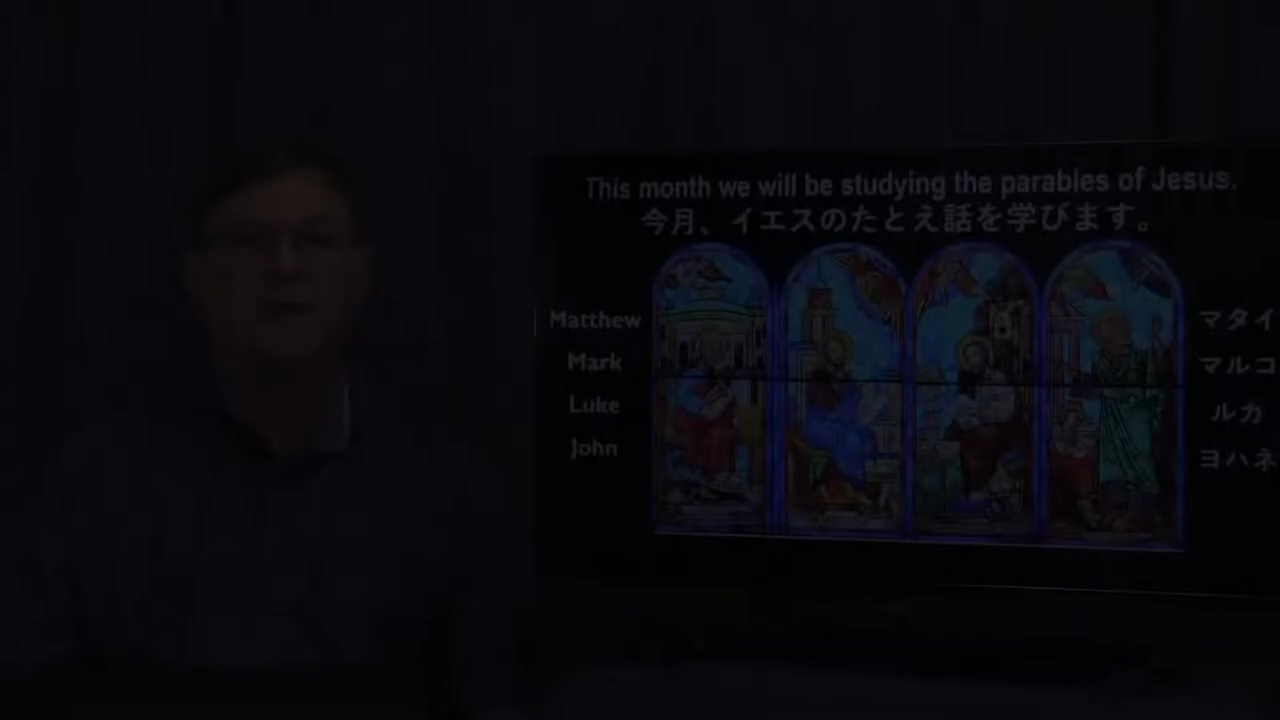 This month we will be studying the parables of Jesus.
今月、イエスのたとえ話を学びます。
Matthew
Mark
Luke
John
マタイ
マルコ
ルカ
ヨハネ